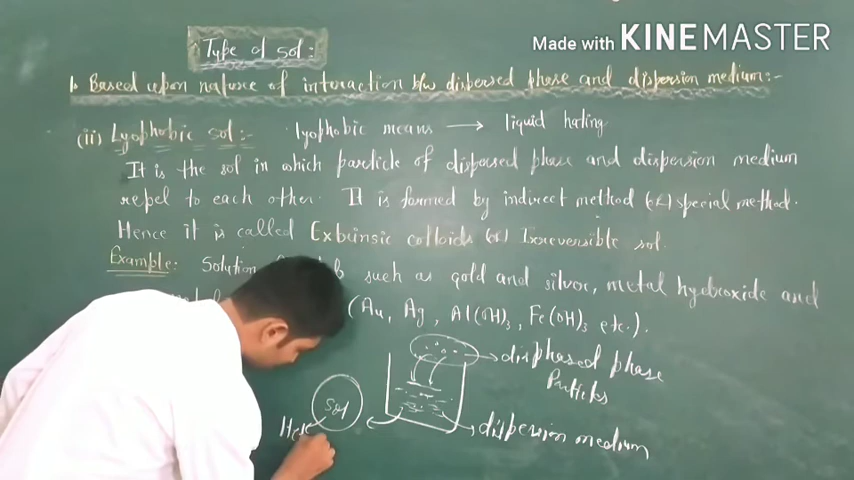 Made with KINEMASTER
Type of sol:
1. Based upon nature of interaction b/w dispersed phase and dispersion medium:-
(ii) Lyophobic sol:- lyophobic means → liquid hating
It is the sol in which particle of dispersed phase and dispersion medium
repel to each other. It is formed by indirect method (or) special method.
Hence it is called Extrinsic colloids (or) Irreversible sol.
Example: Solution such as gold and silver, metal hydroxide and
(Au, Ag, Al(OH)3, Fe(OH)3 etc.).
disphased phase
Particles
Sol
Here
dispersion medium